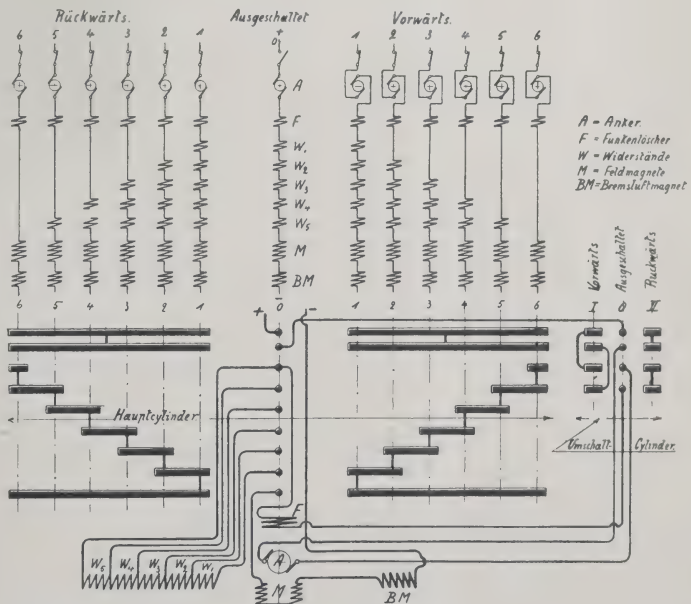 Rückwärts. Ausgeschaltet Vorwärts.
6 5 4 3 2 1 + 0 1 2 3 4 5 6
A
F
W₁
W₂
W₃
W₄
W₅
M
BM
A = Anker.
F = Funkenlöscher
W = Widerstände
M = Feldmagnete
BM = Bremsluftmagnet
Vorwärts
Ausgeschaltet
Rückwärts
6 5 4 3 2 1 + - 0 - 1 2 3 4 5 6 I 0 II
Hauptcylinder
Umschalt-Cylinder
F
W₅ W₄ W₃ W₂ W₁
A
M
BM